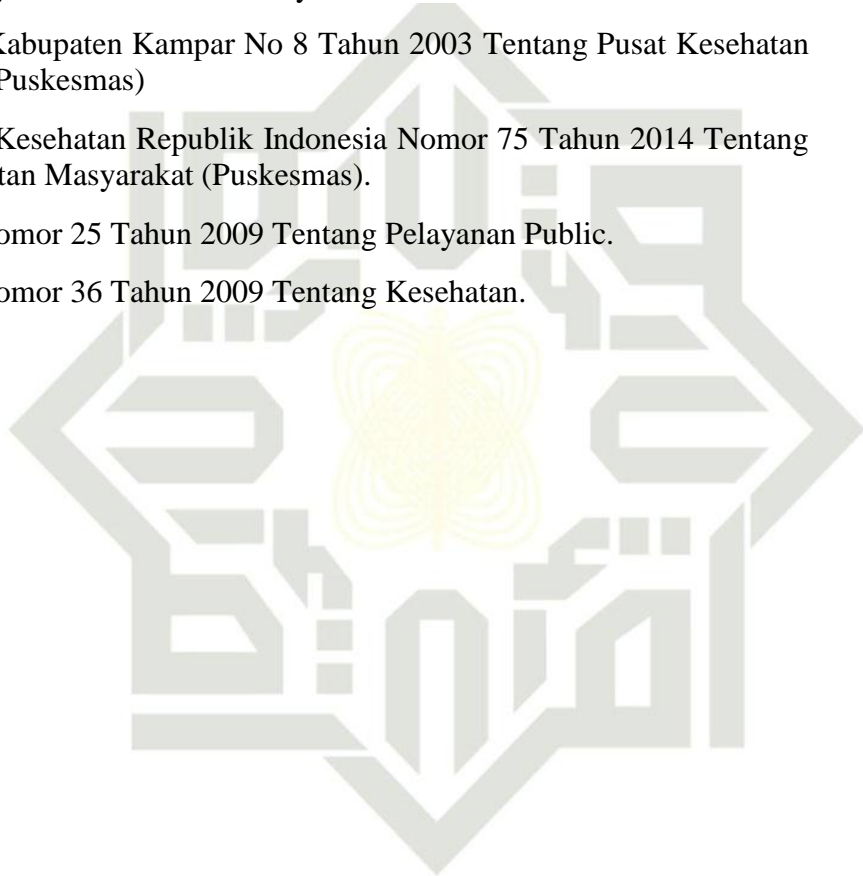 Kabupaten Kampar No 8 Tahun 2003 Tentang Pusat Kesehatan
Puskesmas)
Kesehatan Republik Indonesia Nomor 75 Tahun 2014 Tentang
tan Masyarakat (Puskesmas).
omor 25 Tahun 2009 Tentang Pelayanan Public.
omor 36 Tahun 2009 Tentang Kesehatan.